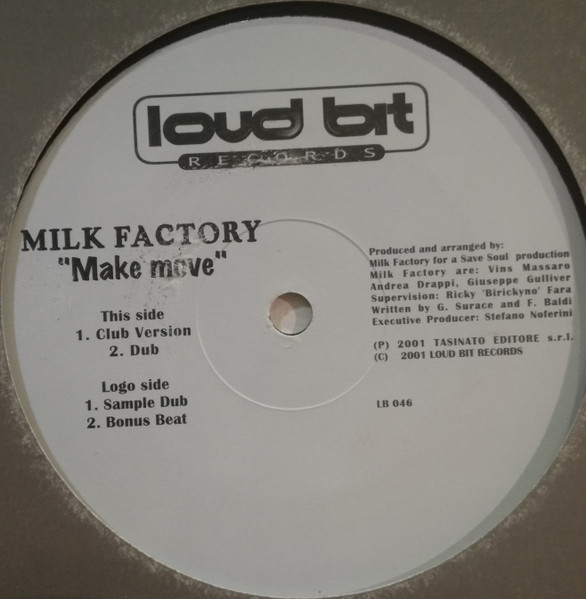 loud bit
RECORDS
MILK FACTORY
"Make move"
This side
1. Club Version
2. Dub
Logo side
1. Sample Dub
2. Bonus Beat
Produced and arranged by:
Milk Factory for a Save Soul production
Milk Factory are: Vins Massaro
Andrea Drappi, Giuseppe Gulliver
Supervision: Ricky 'Birickyno' Fara
Written by G. Surace and F. Baldi
Executive Producer: Stefano Noferini
(P) 2001 TASINATO EDITORE s.r.l.
(C) 2001 LOUD BIT RECORDS
LB 046